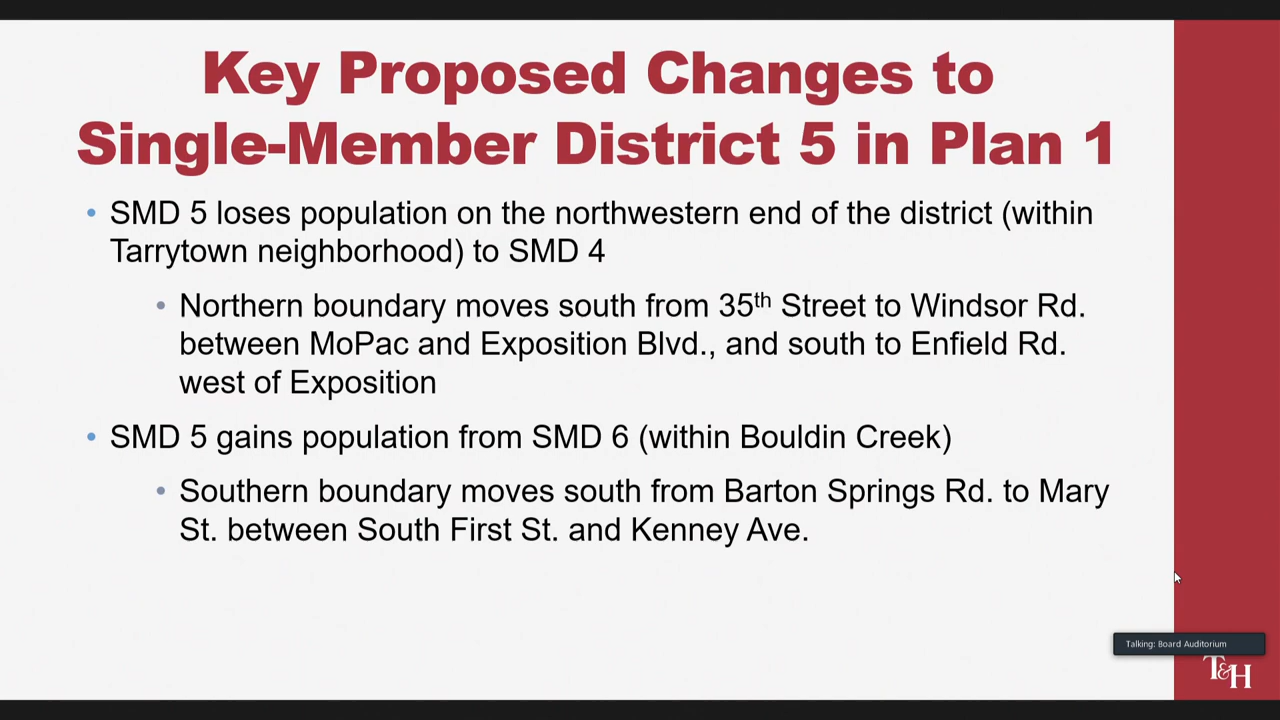 Key Proposed Changes to
Single-Member District 5 in Plan 1
• SMD 5 loses population on the northwestern end of the district (within
Tarrytown neighborhood) to SMD 4
• Northern boundary moves south from 35th Street to Windsor Rd.
between MoPac and Exposition Blvd., and south to Enfield Rd.
west of Exposition
• SMD 5 gains population from SMD 6 (within Bouldin Creek)
• Southern boundary moves south from Barton Springs Rd. to Mary
St. between South First St. and Kenney Ave.
Talking: Board Auditorium
T&H